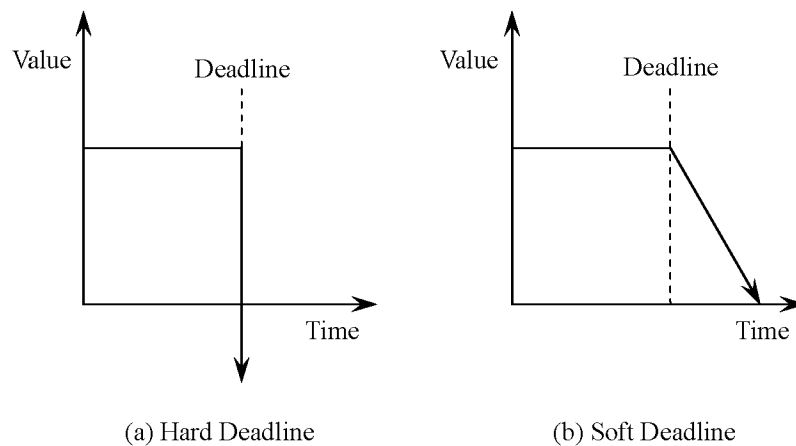 Value
Deadline
Time
(a) Hard Deadline
Value
Deadline
Time
(b) Soft Deadline